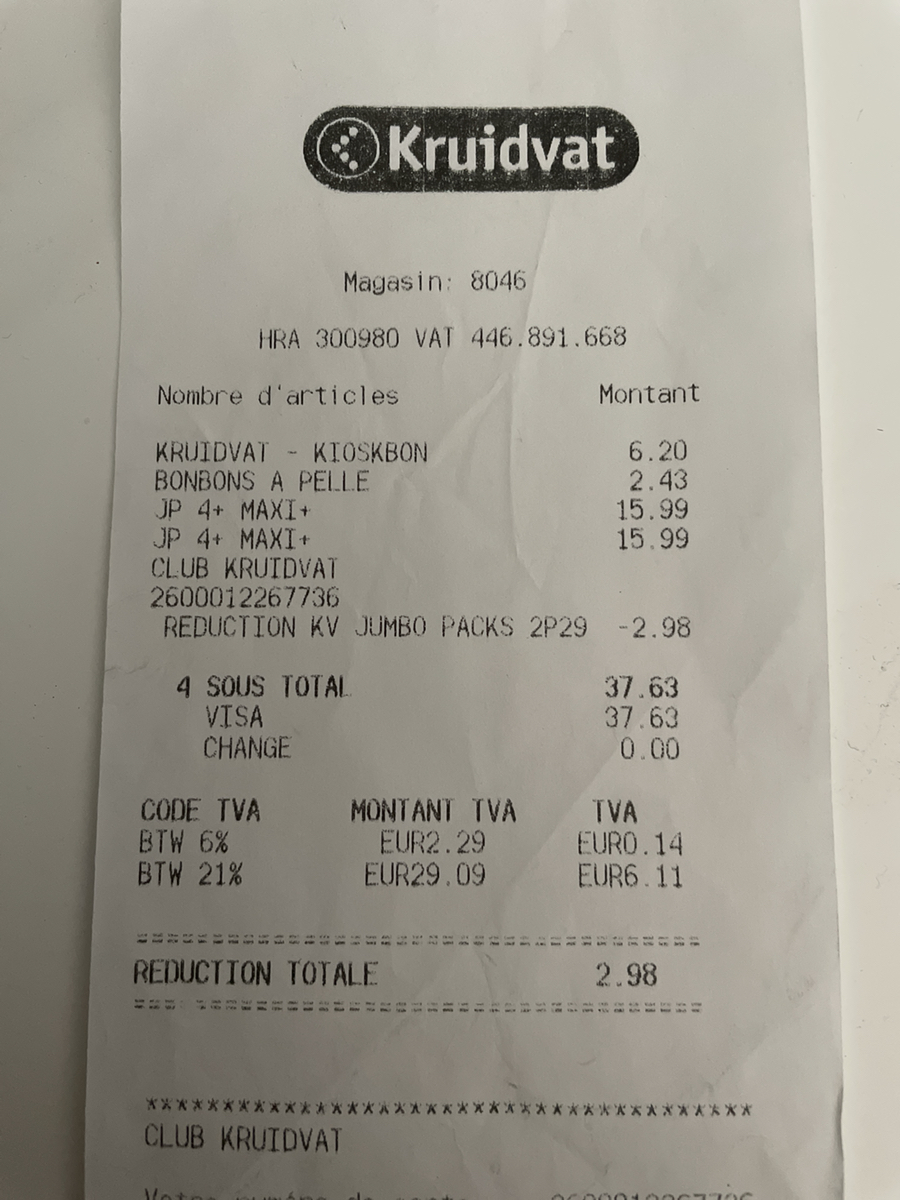 Kruidvat
Magasin: 8046
HRA 300980 VAT 446.891.668
Nombre d'articles Montant
KRUIDVAT - KIOSKBON 6.20
BONBONS A PELLE 2.43
JP 4+ MAXI+ 15.99
JP 4+ MAXI+ 15.99
CLUB KRUIDVAT
2600012267736
REDUCTION KV JUMBO PACKS 2P29 -2.98
4 SOUS TOTAL 37.63
VISA 37.63
CHANGE 0.00
CODE TVA MONTANT TVA TVA
BTW 6% EUR2.29 EUR0.14
BTW 21% EUR29.09 EUR6.11
REDUCTION TOTALE 2.98
***************************************
CLUB KRUIDVAT